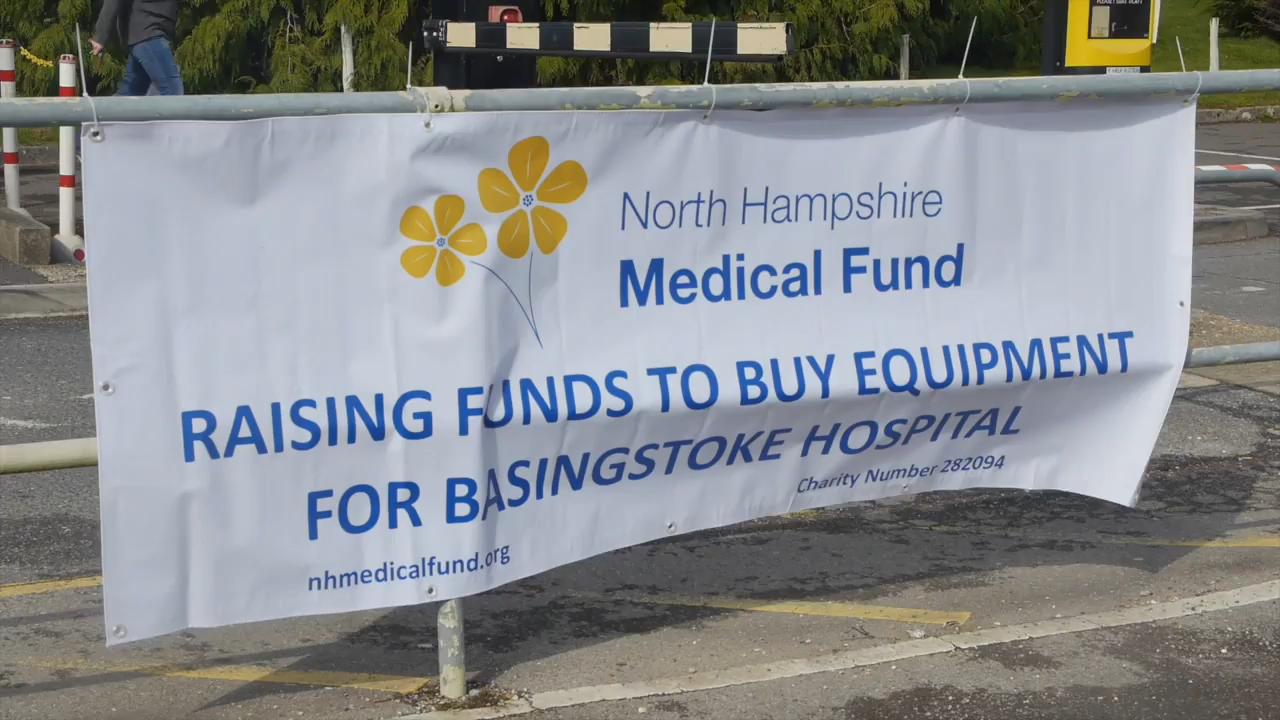 North Hampshire
Medical Fund
RAISING FUNDS TO BUY EQUIPMENT
FOR BASINGSTOKE HOSPITAL
Charity Number 282094
nhmedicalfund.org